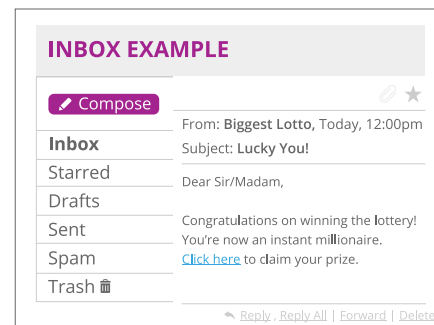 INBOX EXAMPLE
Compose
Inbox
Starred
Drafts
Sent
Spam
Trash
From: Biggest Lotto, Today, 12:00pm
Subject: Lucky You!
Dear Sir/Madam,
Congratulations on winning the lottery!
You're now an instant millionaire.
Click here to claim your prize.
Reply , Reply All | Forward | Delete